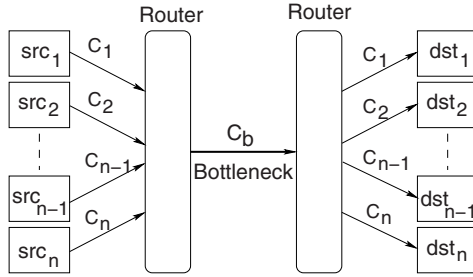 Router
Router
src1
C1
C1
dst1
src2
C2
C2
dst2
Cb
Bottleneck
srcn−1
Cn−1
Cn−1
dstn−1
srcn
Cn
Cn
dstn